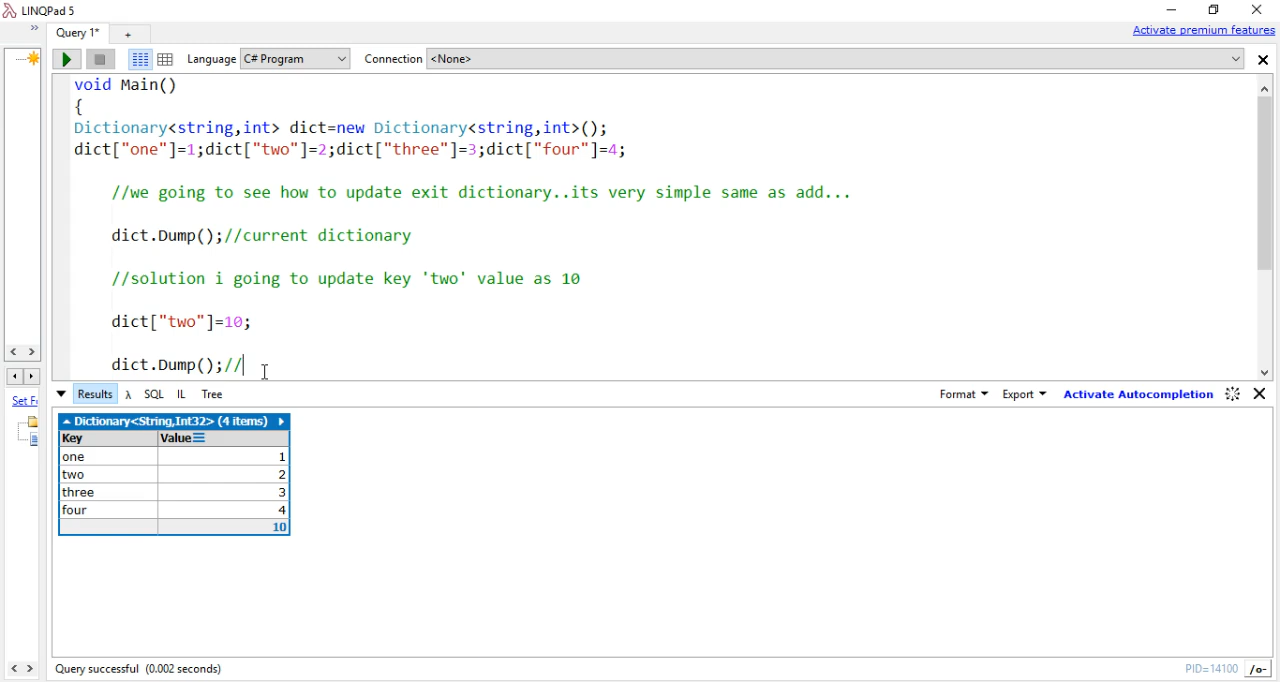 LINQPad 5
Query 1*
+
Activate premium features
Language C# Program Connection <None>
void Main()
{
Dictionary<string,int> dict=new Dictionary<string,int>();
dict["one"]=1;dict["two"]=2;dict["three"]=3;dict["four"]=4;
//we going to see how to update exit dictionary..its very simple same as add...
dict.Dump();//current dictionary
//solution i going to update key 'two' value as 10
dict["two"]=10;
dict.Dump();//
Set F
Results λ SQL IL Tree
Format Export Activate Autocompletion
Dictionary<String,Int32> (4 items)
Key Value
one 1
two 2
three 3
four 4
10
Query successful (0.002 seconds)
PID=14100 /o-